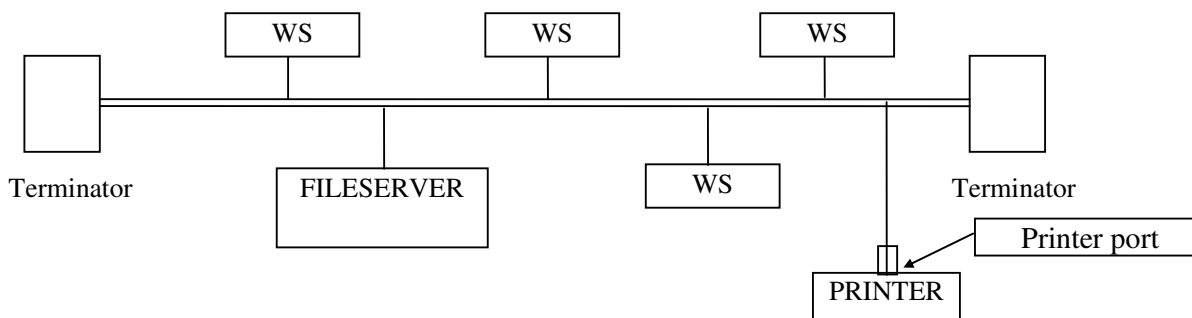 WS
WS
WS
Terminator
FILESERVER
WS
Terminator
Printer port
PRINTER